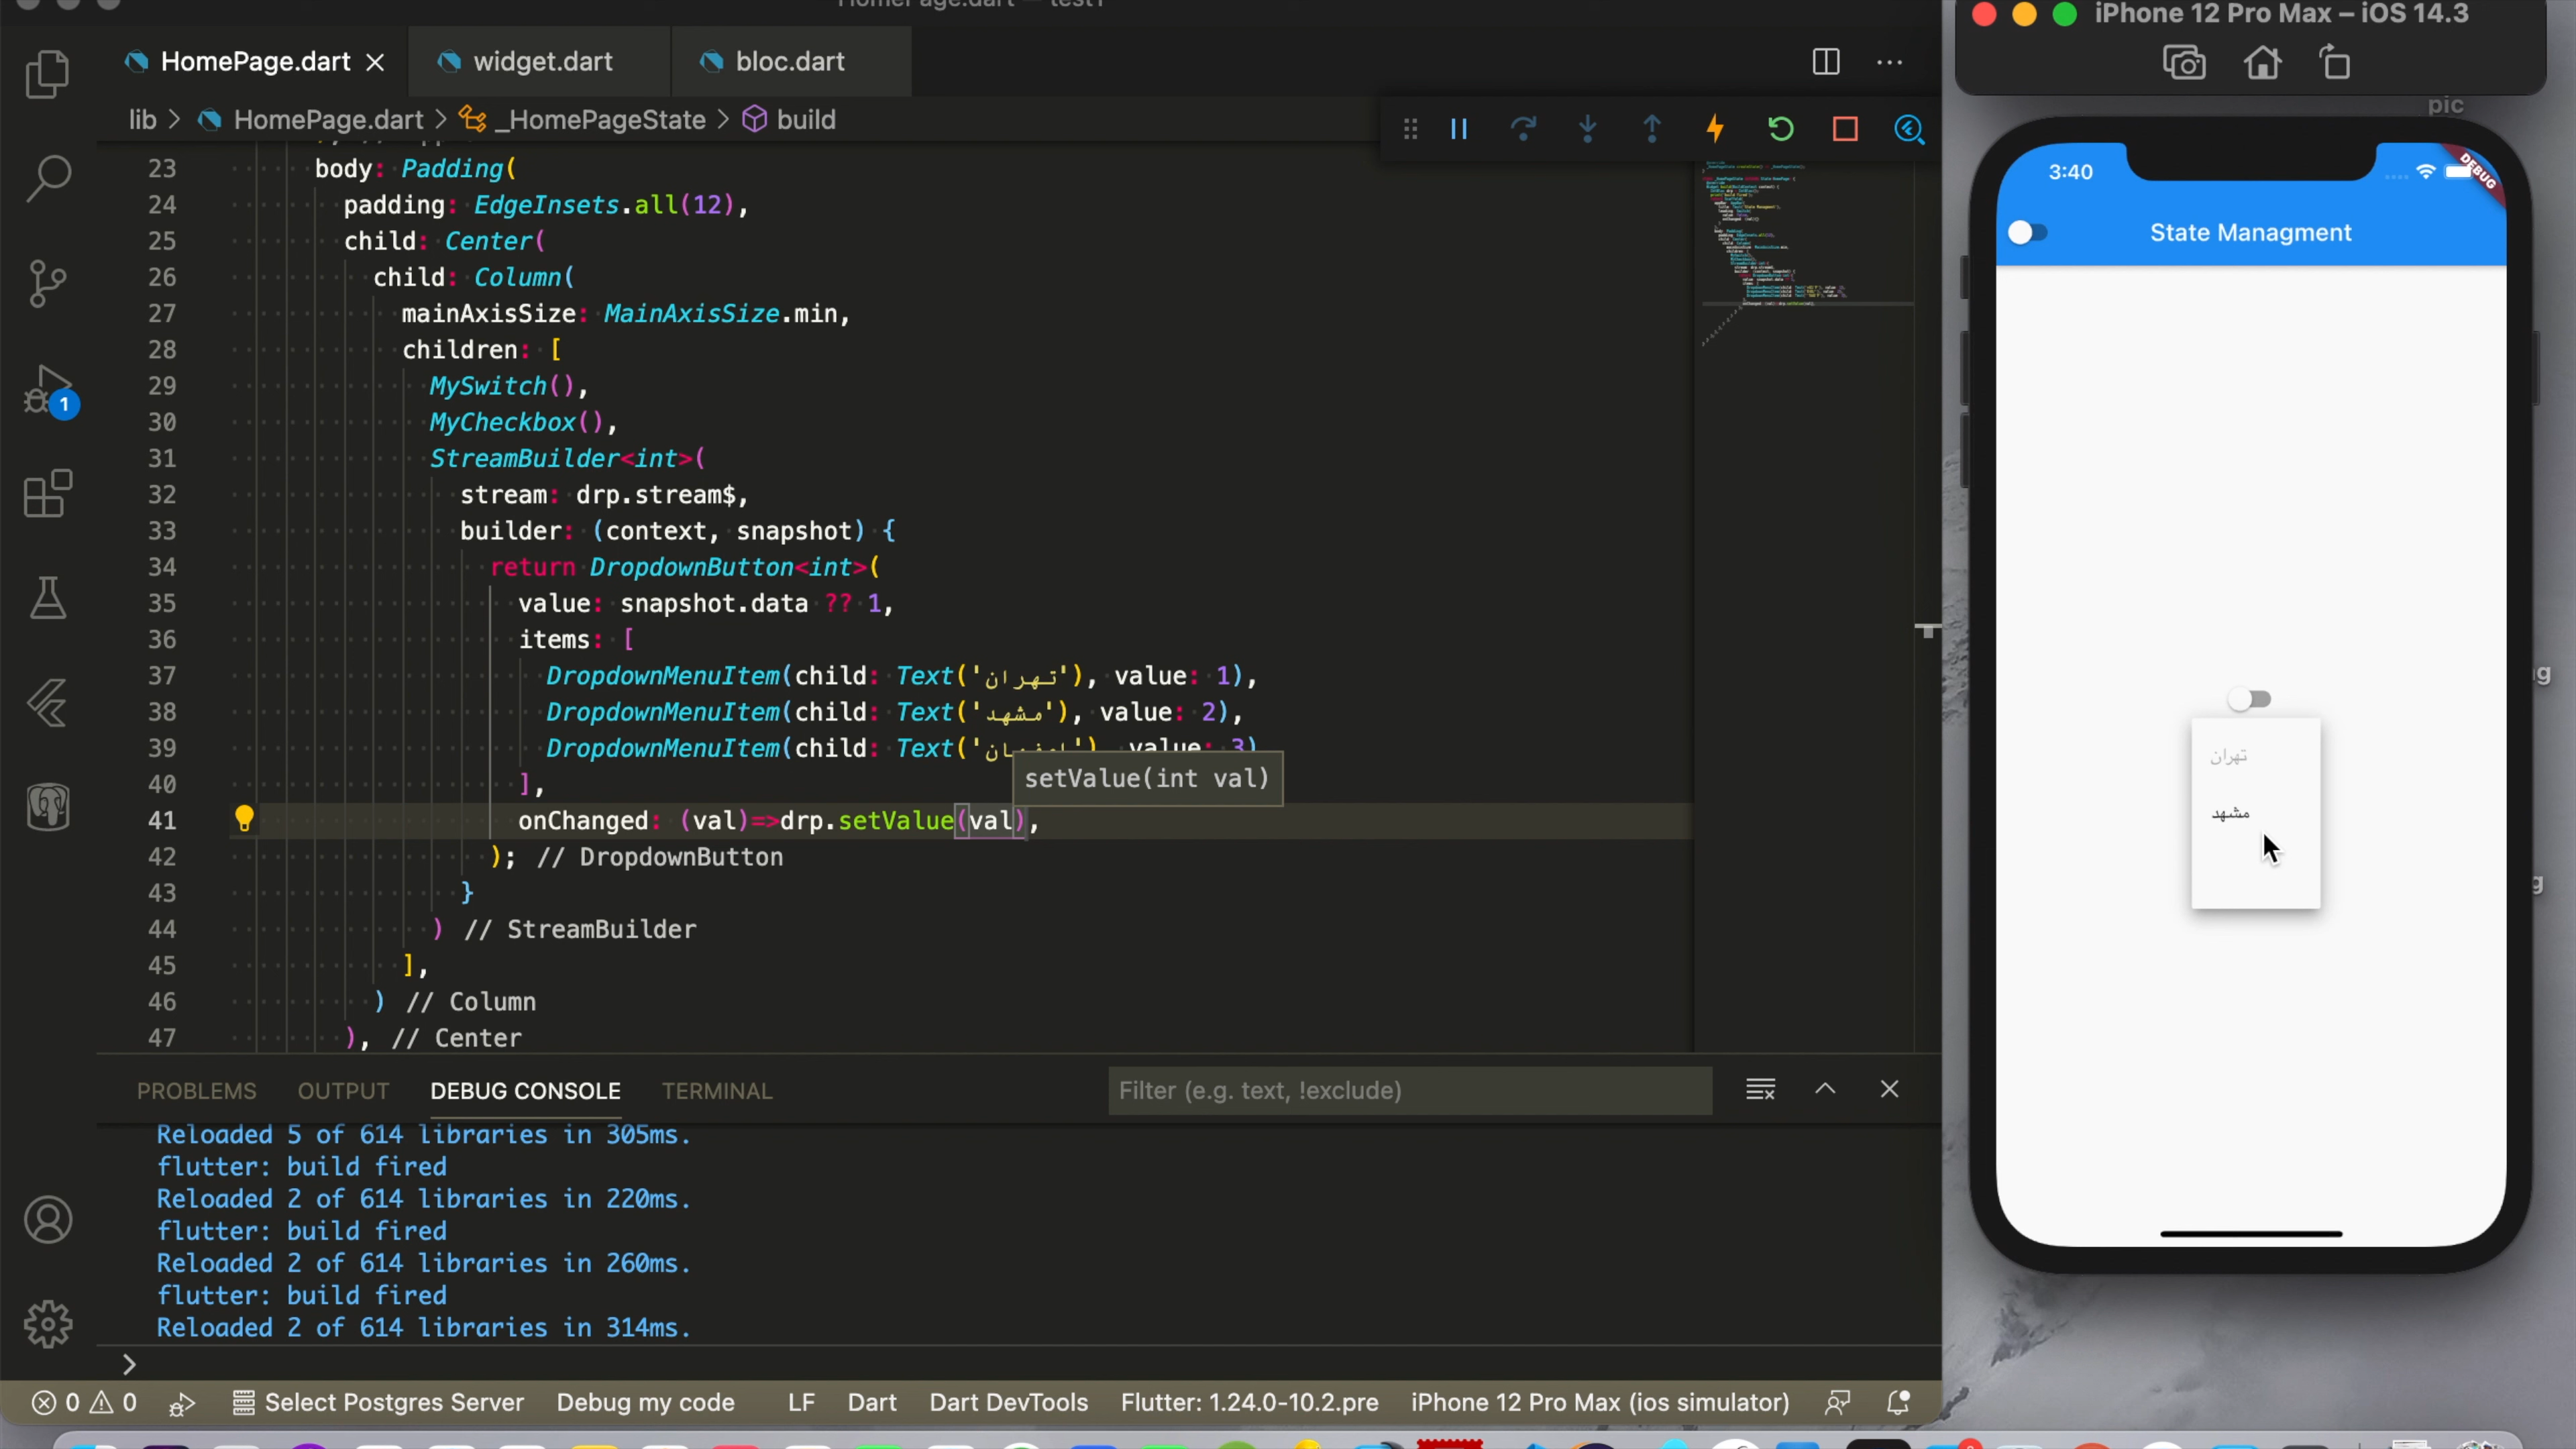 HomePage.dart — test1
HomePage.dart
widget.dart
bloc.dart
lib > HomePage.dart > _HomePageState > build
23 body: Padding(
24 padding: EdgeInsets.all(12),
25 child: Center(
26 child: Column(
27 mainAxisSize: MainAxisSize.min,
28 children: [
29 MySwitch(),
30 MyCheckbox(),
31 StreamBuilder<int>(
32 stream: drp.stream$,
33 builder: (context, snapshot) {
34 return DropdownButton<int>(
35 value: snapshot.data ?? 1,
36 items: [
37 DropdownMenuItem(child: Text('تهران'), value: 1),
38 DropdownMenuItem(child: Text('مشهد'), value: 2),
39 DropdownMenuItem(child: Text(' value: 3)
setValue(int val)
40 ],
41 onChanged: (val)=>drp.setValue(val),
42 ); // DropdownButton
43 }
44 ) // StreamBuilder
45 ],
46 ) // Column
47 ), // Center
PROBLEMS OUTPUT DEBUG CONSOLE TERMINAL
Filter (e.g. text, !exclude)
Reloaded 5 of 614 libraries in 305ms.
flutter: build fired
Reloaded 2 of 614 libraries in 220ms.
flutter: build fired
Reloaded 2 of 614 libraries in 260ms.
flutter: build fired
Reloaded 2 of 614 libraries in 314ms.
0 0 Select Postgres Server Debug my code LF Dart Dart DevTools Flutter: 1.24.0-10.2.pre iPhone 12 Pro Max (ios simulator)
1
iPhone 12 Pro Max – iOS 14.3
pic
3:40
DEBUG
State Managment
تهران
مشهد